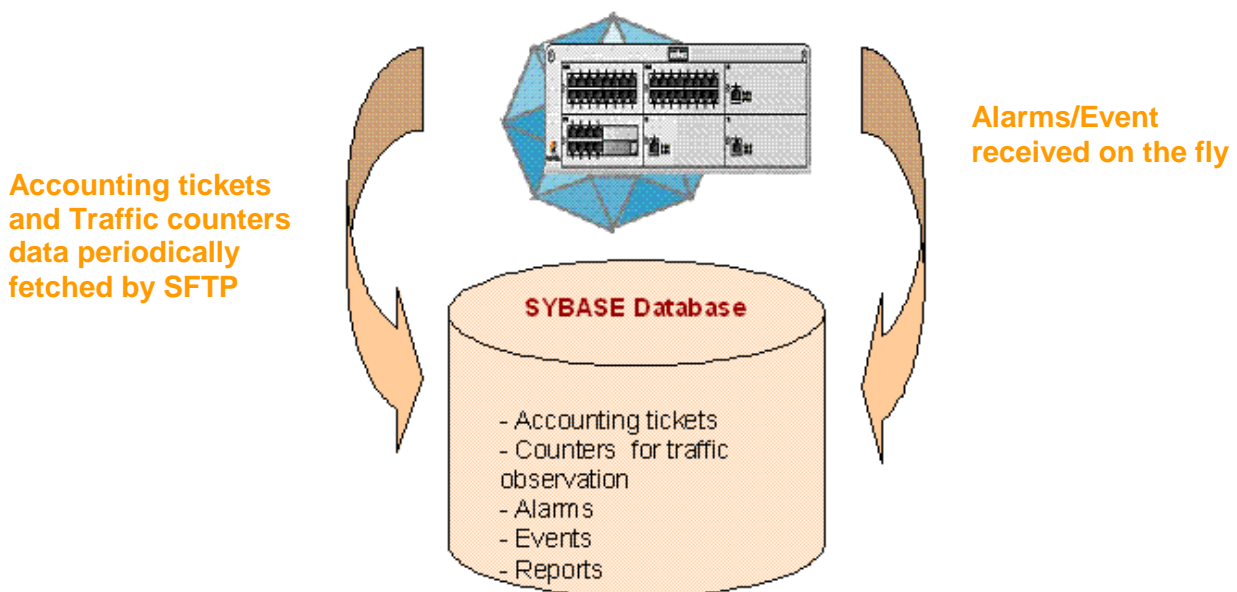 Accounting tickets
and Traffic counters
data periodically
fetched by SFTP
Alarms/Event
received on the fly
SYBASE Database
- Accounting tickets
- Counters for traffic
observation
- Alarms
- Events
- Reports